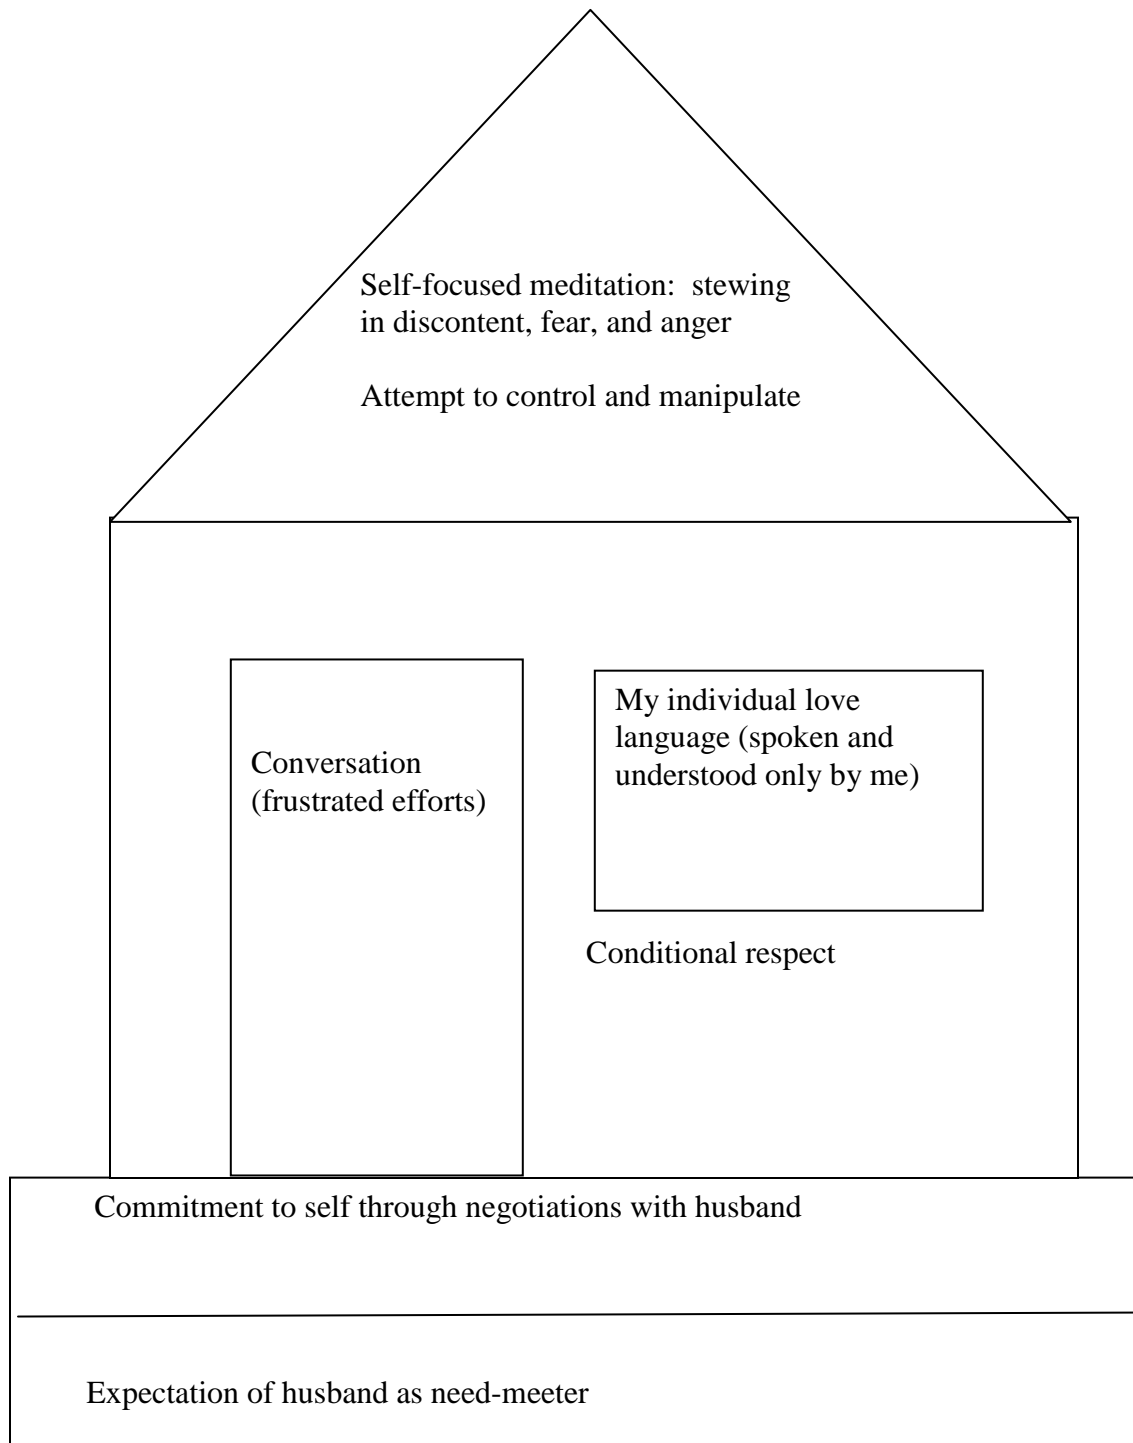 Self-focused meditation:  stewing
in discontent, fear, and anger
Attempt to control and manipulate
My individual love
language (spoken and
understood only by me)
Conversation
(frustrated efforts)
Conditional respect
Commitment to self through negotiations with husband
Expectation of husband as need-meeter